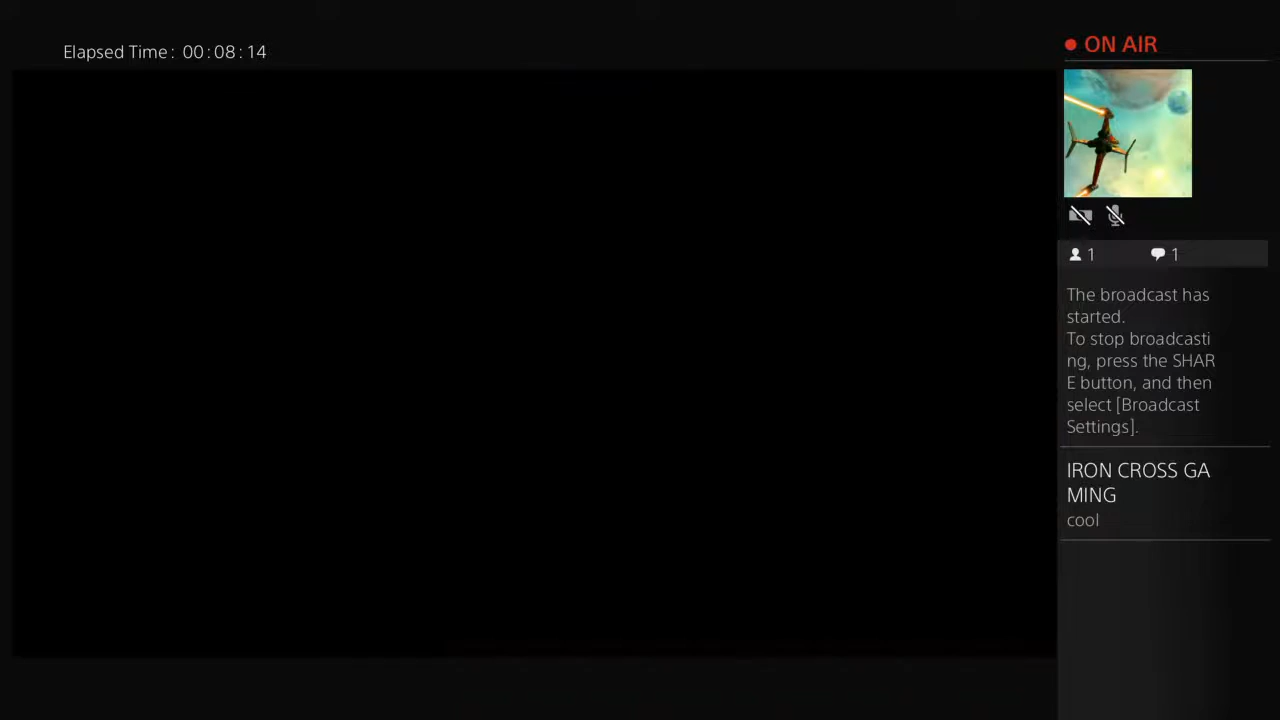 Elapsed Time: 00:08:14
ON AIR
1 1
The broadcast has
started.
To stop broadcasti
ng, press the SHAR
E button, and then
select [Broadcast
Settings].
IRON CROSS GA
MING
cool